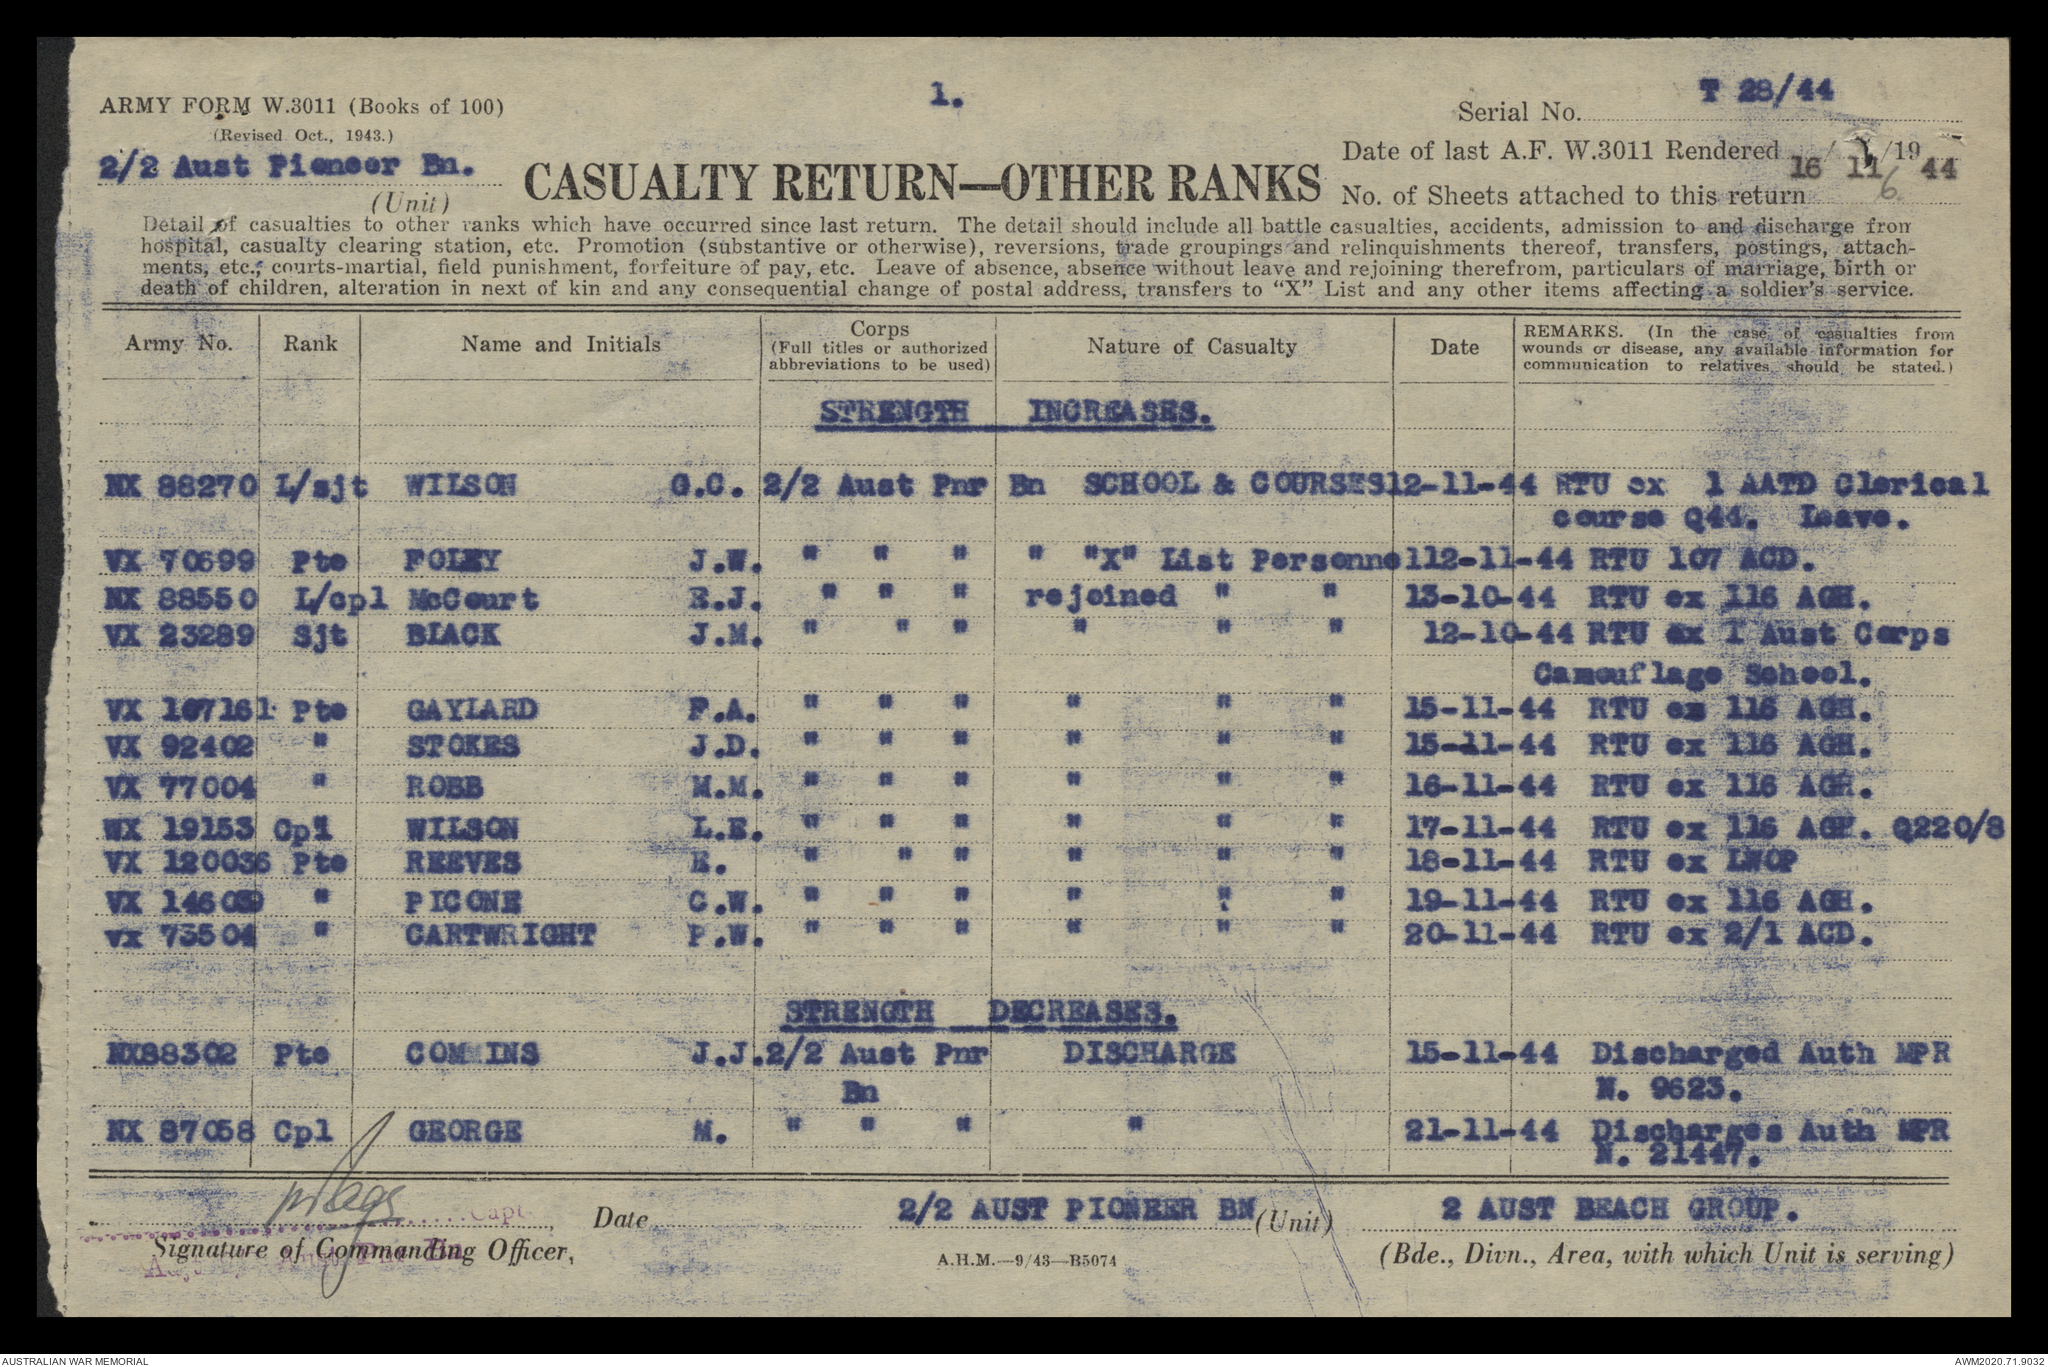 1.
T 28/44
ARMY FORM W.3011 (Books of 100)
Serial No.
(Revised Oct., 1943.)
2/2 Aust Pioneer Bn.
(Unit)
CASUALTY RETURN—OTHER RANKS
Date of last A.F. W.3011 Rendered 16/11/1944
No. of Sheets attached to this return 6
Detail of casualties to other ranks which have occurred since last return. The detail should include all battle casualties, accidents, admission to and discharge from
hospital, casualty clearing station, etc. Promotion (substantive or otherwise), reversions, trade groupings and relinquishments thereof, transfers, postings, attach-
ments, etc., courts-martial, field punishment, forfeiture of pay, etc. Leave of absence, absence without leave and rejoining therefrom, particulars of marriage, birth or
death of children, alteration in next of kin and any consequential change of postal address, transfers to “X” List and any other items affecting a soldier’s service.
Army No. Rank Name and Initials Corps (Full titles or authorized abbreviations to be used) Nature of Casualty Date REMARKS. (In the case of casualties from wounds or disease, any available information for communication to relatives should be stated.)
STRENGTH INCREASES.
NX 88270 L/sjt WILSON G.C. 2/2 Aust Pnr Bn SCHOOL & COURSES 12-11-44 RTU ex 1 AATD Clerical
course Q44. Leave.
VX 70699 Pte FOLEY J.W. " " " " "X" List Personnel 12-11-44 RTU 107 ACD.
NX 88550 L/cpl McCourt E.J. " " " rejoined " " 13-10-44 RTU ex 116 AGH.
VX 23289 Sjt BLACK J.M. " " " " " " 12-10-44 RTU ex 1 Aust Corps
Camouflage School.
VX 107161 Pte GAYLARD F.A. " " " " " " 15-11-44 RTU ex 116 AGH.
VX 92402 " STOKES J.D. " " " " " " 15-11-44 RTU ex 116 AGH.
VX 77004 " ROBB M.M. " " " " " " 16-11-44 RTU ex 116 AGH.
WX 19153 Cpl WILSON L.E. " " " " " " 17-11-44 RTU ex 116 AGH. Q220/8
VX 120036 Pte REEVES E. " " " " " " 18-11-44 RTU ex LWOP
VX " PICONE C.W. " " " " " " 19-11-44 RTU ex 116 AGH.
vx 73504 " CARTWRIGHT P.W. " " " " " " 20-11-44 RTU ex 2/1 ACD.
STRENGTH DECREASES.
NX88302 Pte COMMINS J.J. 2/2 Aust Pnr DISCHARGE 15-11-44 Discharged Auth MPR
Bn N. 9623.
NX 87058 Cpl GEORGE M. " " " " 21-11-44 Discharges Auth MPR
N. 21447.
Capt
Date 2/2 AUST PIONEER BN (Unit) 2 AUST BEACH GROUP.
Signature of Commanding Officer, A.H.M.—9/43—B5074 (Bde., Divn., Area, with which Unit is serving)
AUSTRALIAN WAR MEMORIAL AWM2020.71.9032